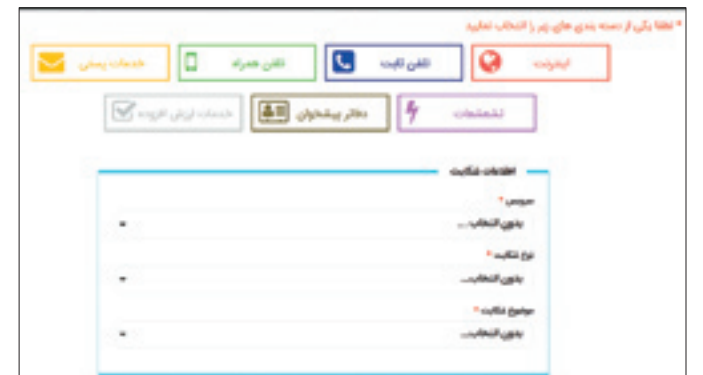 * لطفا یکی از دسته بندی های زیر را انتخاب نمایید
اینترنت
تلفن ثابت
تلفن همراه
خدمات پستی
تشعشعات
دفاتر پیشخوان
خدمات ارزش افزوده
اطلاعات شکایت
سرویس *
بدون انتخاب...
نوع شکایت *
بدون انتخاب...
موضوع شکایت *
بدون انتخاب...